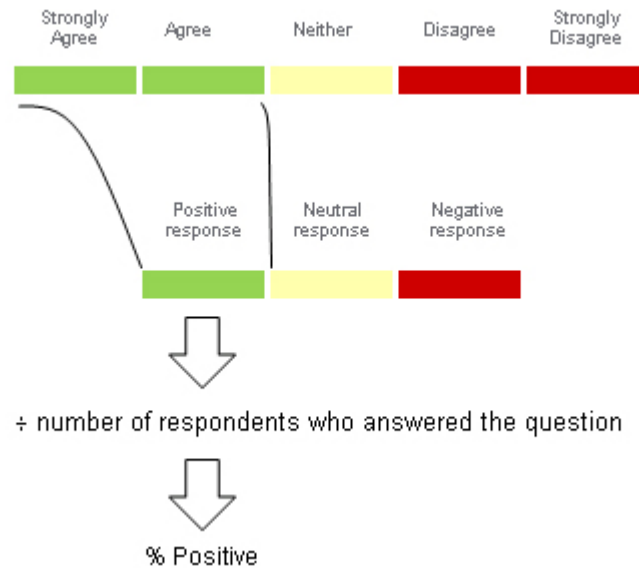 Strongly Agree
Agree
Neither
Disagree
Strongly Disagree
Positive response
Neutral response
Negative response
÷ number of respondents who answered the question
% Positive